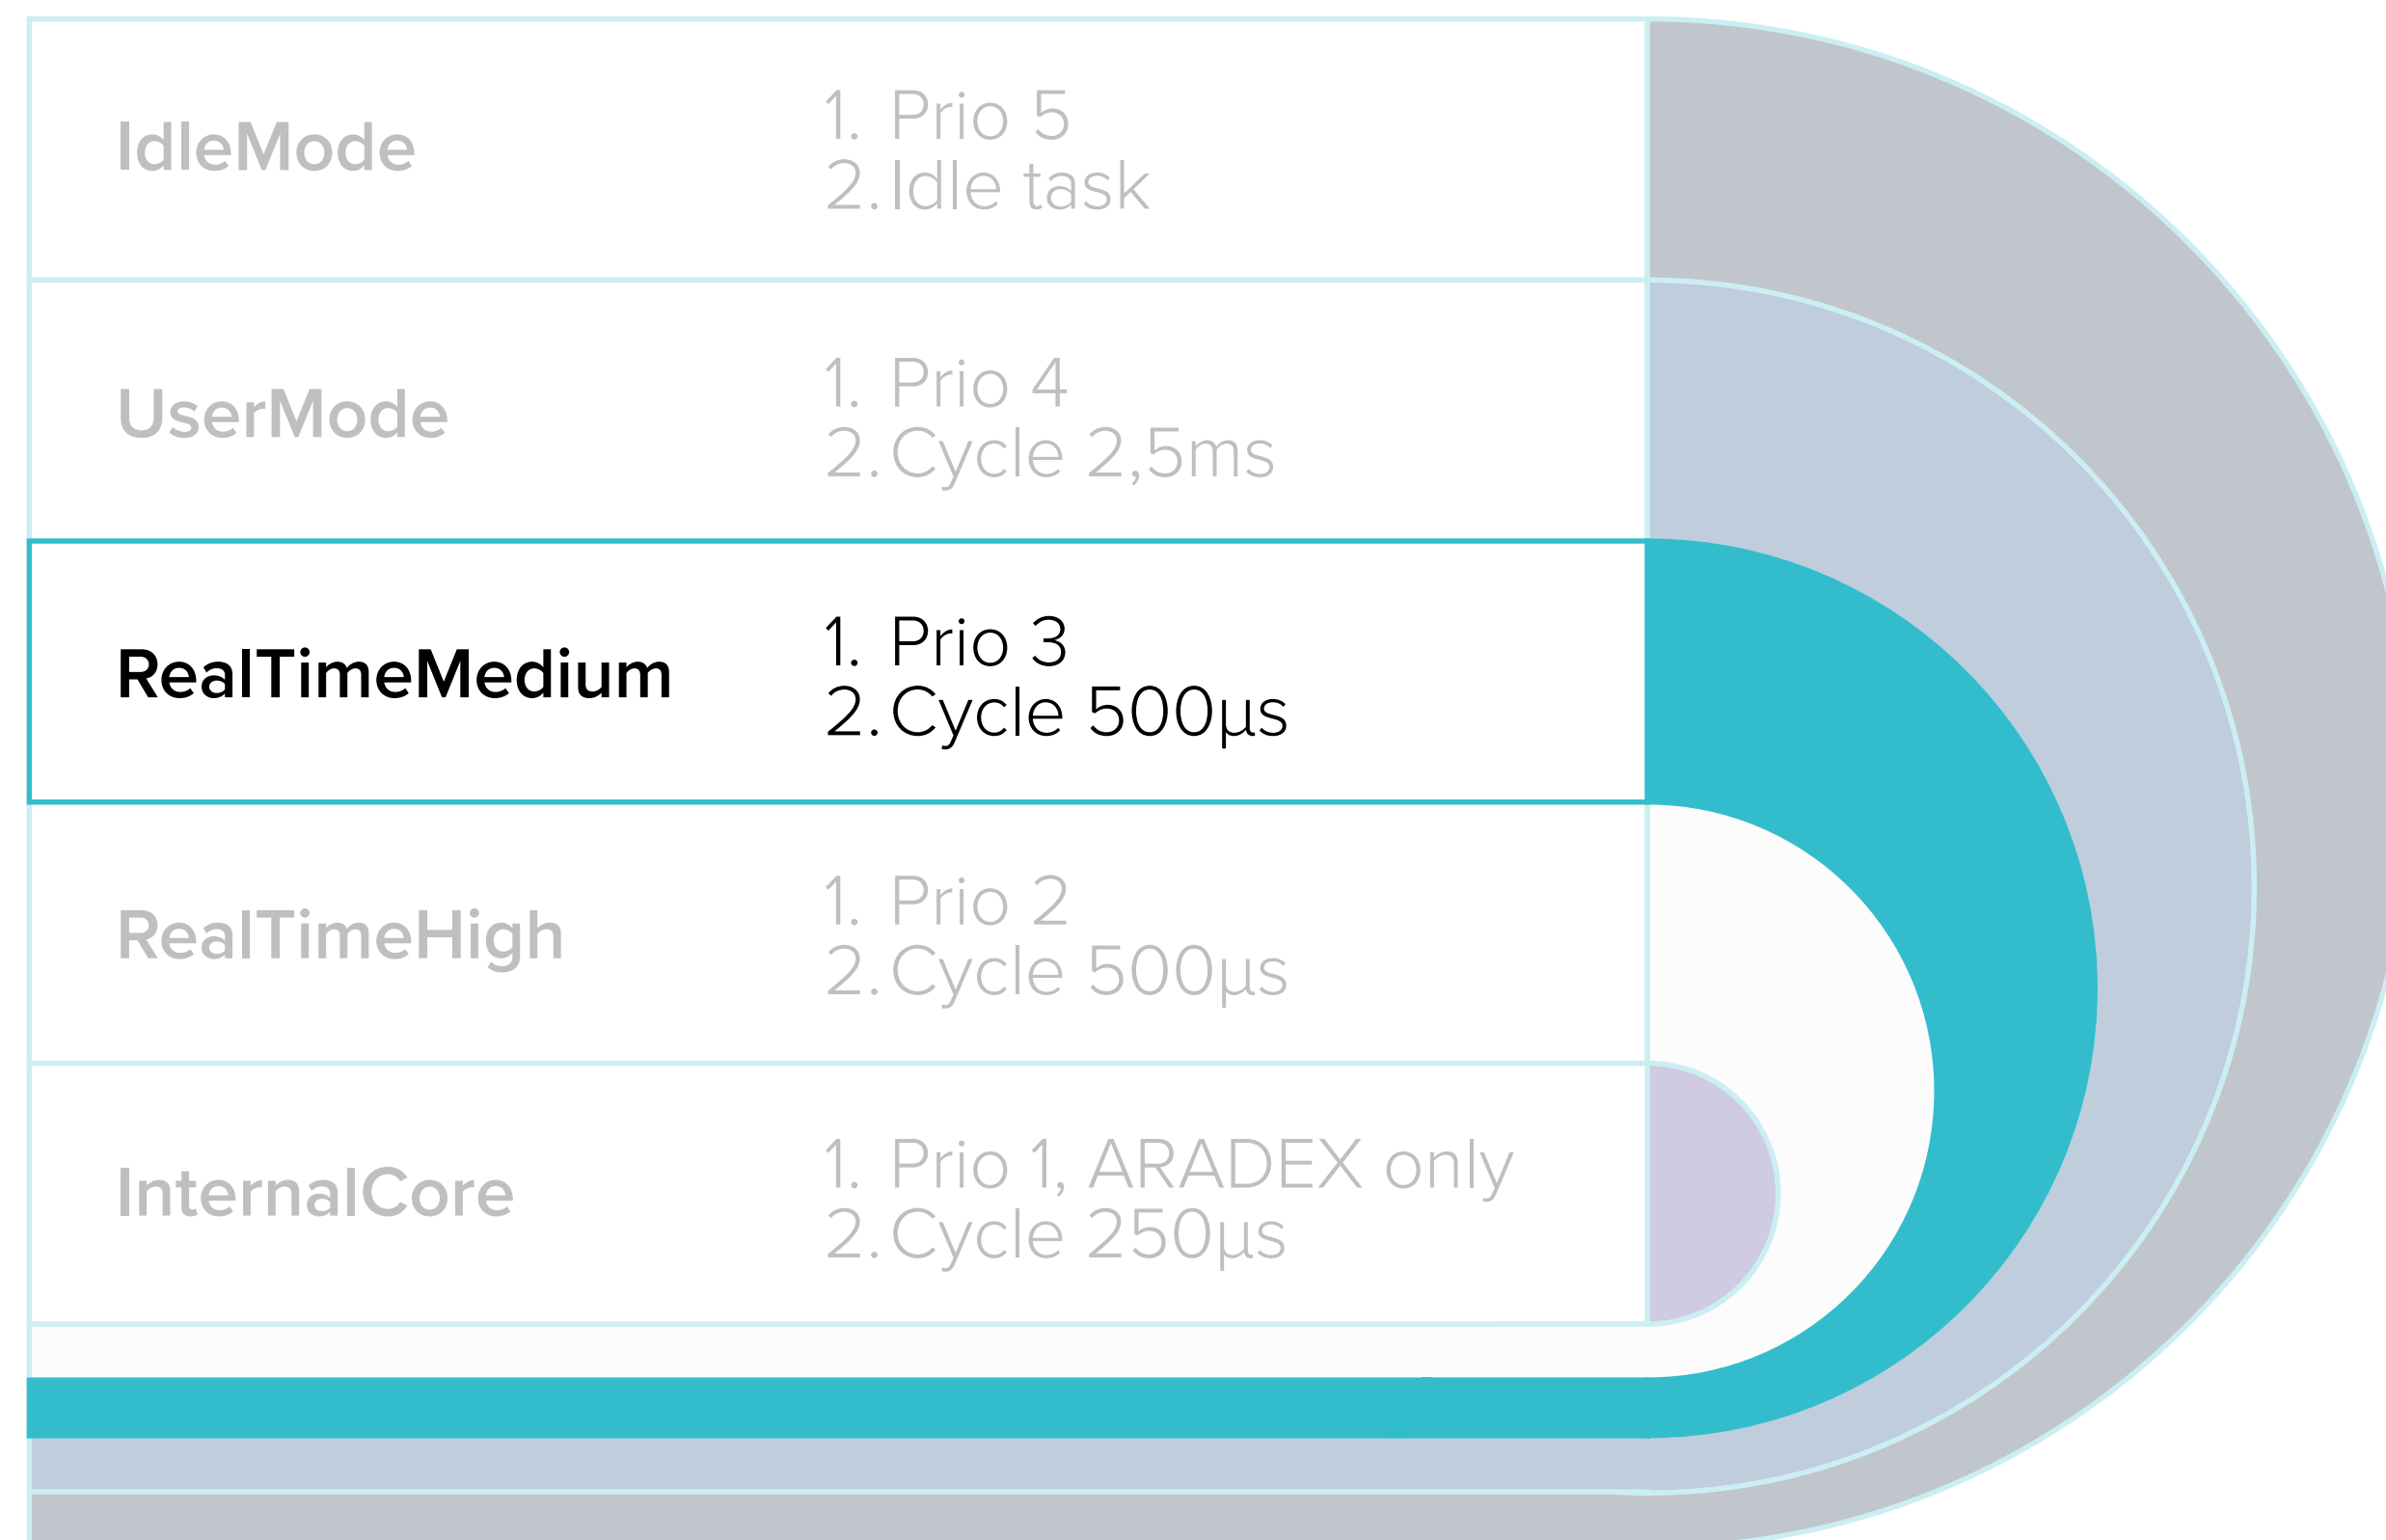 IdleMode
1. Prio 5
2. Idle task
UserMode
1. Prio 4
2. Cycle 2,5ms
RealTimeMedium
1. Prio 3
2. Cycle 500µs
RealTimeHigh
1. Prio 2
2. Cycle 500µs
InternalCore
1. Prio 1, ARADEX only
2. Cycle 250µs